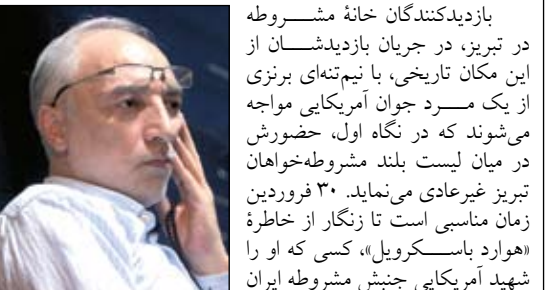 بازدیدکنندگان خانهٔ مشـــروطه
در تبریز، در جریان بازدیدشـــان از
این مکان تاریخی، با نیم‌تنه‌ای برنزی
از یک مـــرد جوان آمریکایی مواجه
می‌شوند که در نگاه اول، حضورش
در میان لیست بلند مشروطه‌خواهان
تبریز غیرعادی می‌نماید. ۳۰ فروردین
زمان مناسبی است تا زنگار از خاطرهٔ
«هوارد باســـکرویل»، کسی که او را
شهید آمریکایی جنبش مشروطه ایران